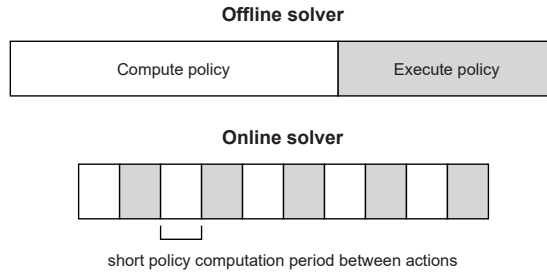 Offline solver
Compute policy
Execute policy
Online solver
short policy computation period between actions